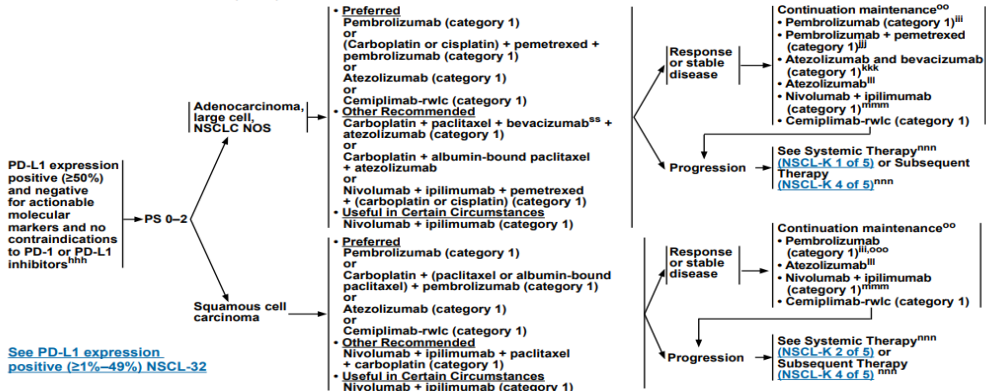 PD-L1 expression
positive (≥50%)
and negative
for actionable
molecular
markers and no
contraindications
to PD-1 or PD-L1
inhibitorshhh
PS 0–2
Adenocarcinoma,
large cell,
NSCLC NOS
• Preferred
Pembrolizumab (category 1)
or
(Carboplatin or cisplatin) + pemetrexed +
pembrolizumab (category 1)
or
Atezolizumab (category 1)
or
Cemiplimab-rwlc (category 1)
• Other Recommended
Carboplatin + paclitaxel + bevacizumabss +
atezolizumab (category 1)
or
Carboplatin + albumin-bound paclitaxel
+ atezolizumab
or
Nivolumab + ipilimumab + pemetrexed
+ (carboplatin or cisplatin) (category 1)
• Useful in Certain Circumstances
Nivolumab + ipilimumab (category 1)
Response
or stable
disease
Continuation maintenanceoo
• Pembrolizumab (category 1)iii
• Pembrolizumab + pemetrexed
(category 1)jjj
• Atezolizumab and bevacizumab
(category 1)kkk
• Atezolizumablll
• Nivolumab + ipilimumab
(category 1)mmm
• Cemiplimab-rwlc (category 1)
Progression
See Systemic Therapynnn
(NSCL-K 1 of 5) or Subsequent
Therapy
(NSCL-K 4 of 5)nnn
Squamous cell
carcinoma
• Preferred
Pembrolizumab (category 1)
or
Carboplatin + (paclitaxel or albumin-bound
paclitaxel) + pembrolizumab (category 1)
or
Atezolizumab (category 1)
or
Cemiplimab-rwlc (category 1)
• Other Recommended
Nivolumab + ipilimumab + paclitaxel
+ carboplatin (category 1)
• Useful in Certain Circumstances
Nivolumab + ipilimumab (category 1)
Response
or stable
disease
Continuation maintenanceoo
• Pembrolizumab
(category 1)iii,ooo
• Atezolizumablll
• Nivolumab + ipilimumab
(category 1)mmm
• Cemiplimab-rwlc (category 1)
Progression
See Systemic Therapynnn
(NSCL-K 2 of 5) or
Subsequent Therapy
(NSCL-K 4 of 5) nnn
See PD-L1 expression
positive (≥1%–49%) NSCL-32